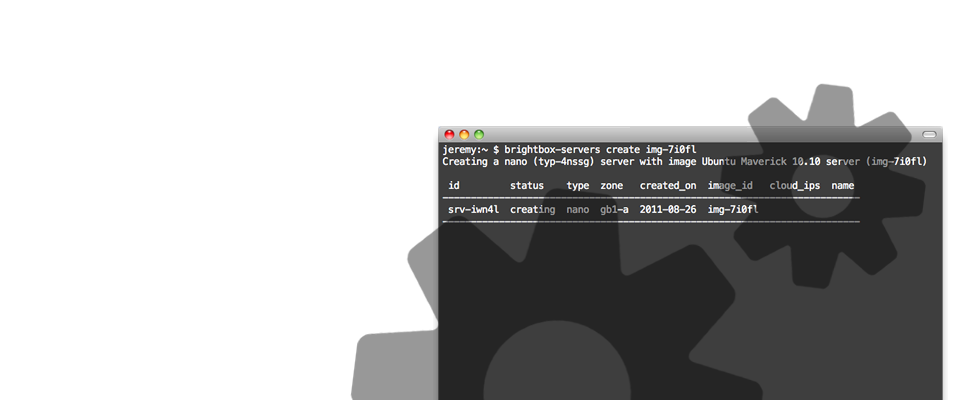 jeremy:~ $ brightbox-servers create img-7i0fl
Creating a nano (typ-4nssg) server with image Ubuntu Maverick 10.10 server (img-7i0fl)
id status type zone created_on image_id cloud_ips name
srv-iwn4l creating nano gb1-a 2011-08-26 img-7i0fl